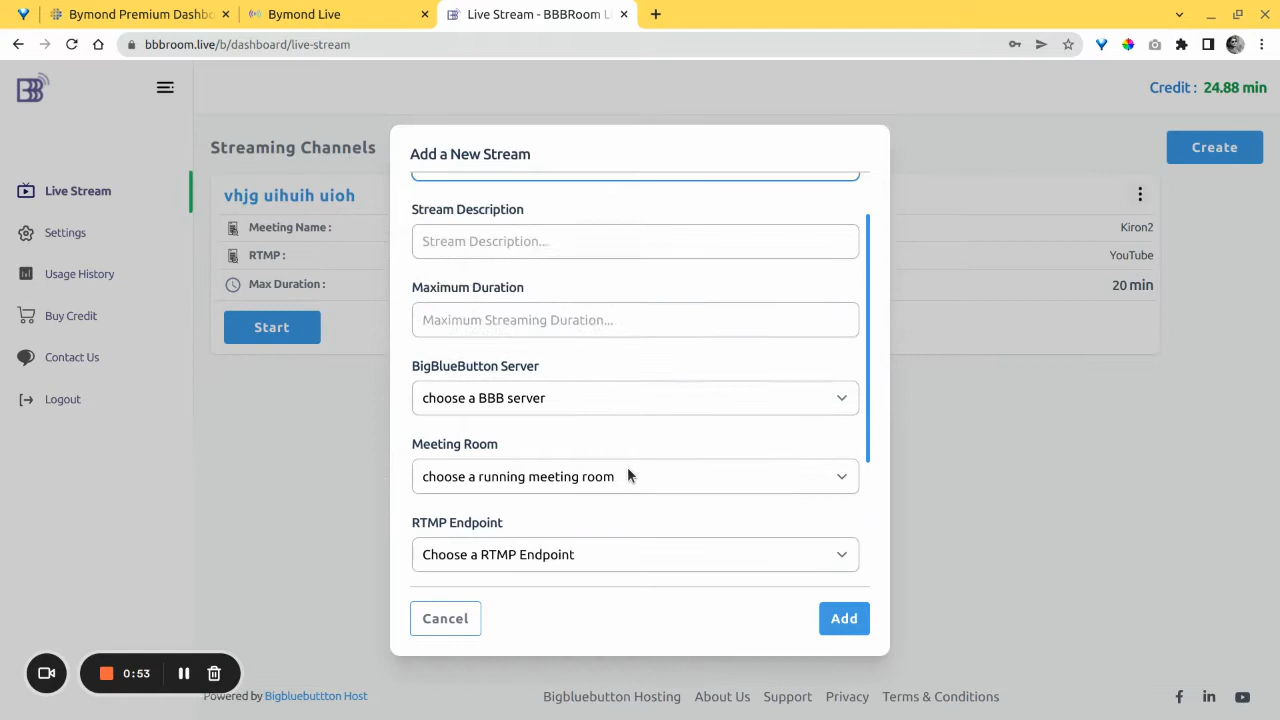 Bymond Premium Dashbo
Bymond Live
Live Stream - BBBRoom Li
bbbroom.live/b/dashboard/live-stream
BBB
Credit : 24.88 min
Streaming Channels
Create
Live Stream
Settings
Usage History
Buy Credit
Contact Us
Logout
vhjg uihuih uioh
Meeting Name :
Kiron2
RTMP :
YouTube
Max Duration :
20 min
Start
Add a New Stream
Stream Description
Stream Description...
Maximum Duration
Maximum Streaming Duration...
BigBlueButton Server
choose a BBB server
Meeting Room
choose a running meeting room
RTMP Endpoint
Choose a RTMP Endpoint
Cancel
Add
0:53
Powered by Bigbluebuttton Host
Bigbluebutton Hosting
About Us
Support
Privacy
Terms & Conditions